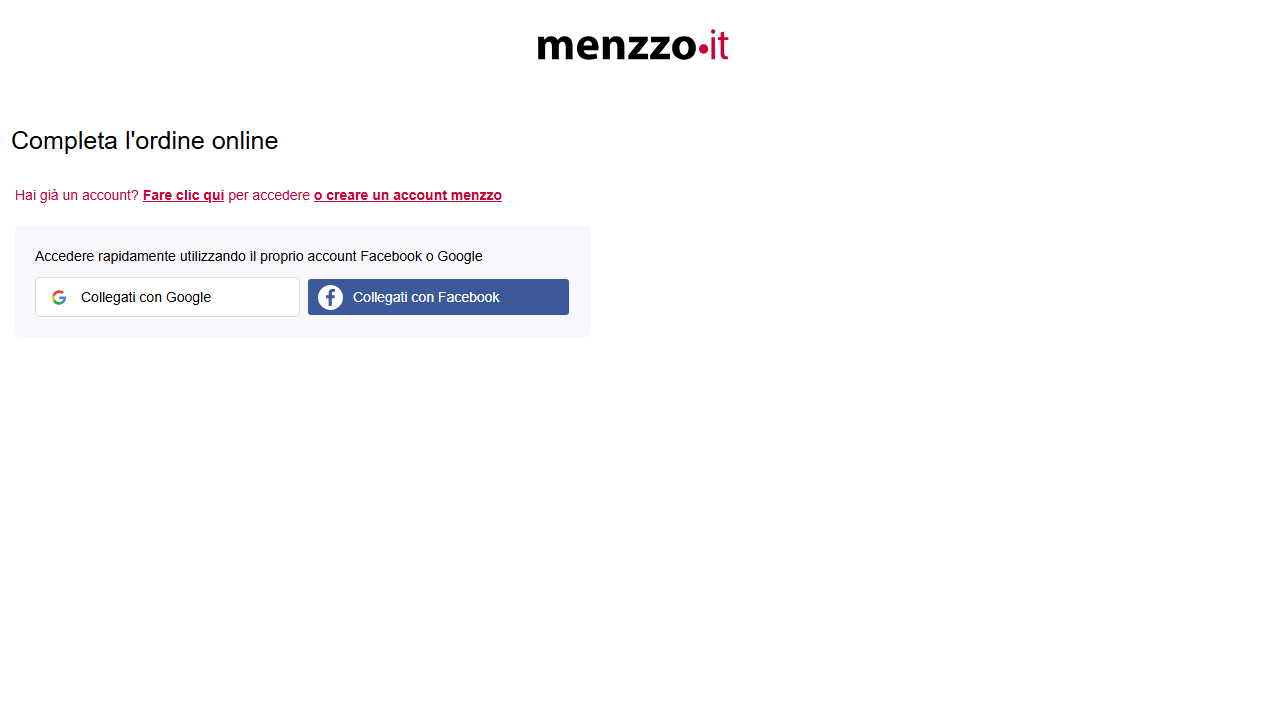 menzzo.it
Completa l'ordine online
Hai già un account? Fare clic qui per accedere o creare un account menzzo
Accedere rapidamente utilizzando il proprio account Facebook o Google
Collegati con Google
Collegati con Facebook